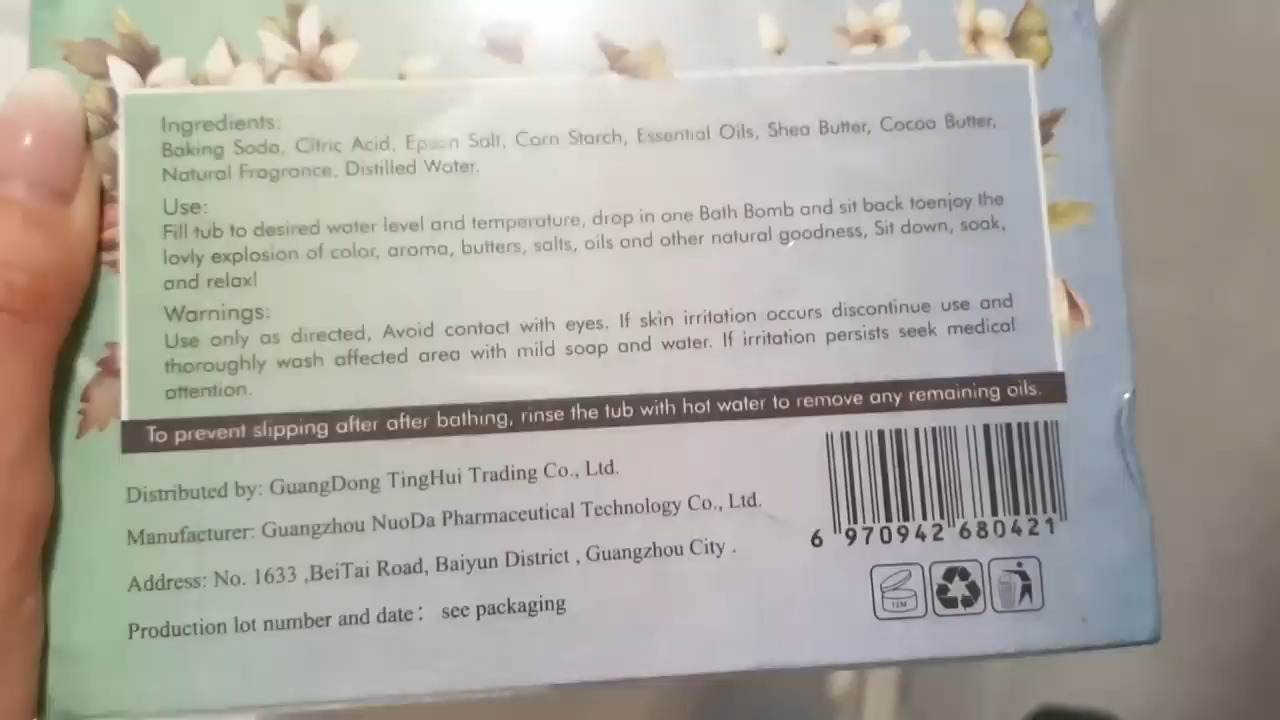 Ingredients:
Baking Soda, Citric Acid, Epson Salt, Corn Starch, Essential Oils, Shea Butter, Cocoa Butter,
Natural Fragrance, Distilled Water.
Use:
Fill tub to desired water level and temperature, drop in one Bath Bomb and sit back toenjoy the
lovly explosion of color, aroma, butters, salts, oils and other natural goodness, Sit down, soak,
and relax!
Warnings:
Use only as directed, Avoid contact with eyes. If skin irritation occurs discontinue use and
thoroughly wash affected area with mild soap and water. If irritation persists seek medical
attention.
To prevent slipping after after bathing, rinse the tub with hot water to remove any remaining oils.
Distributed by: GuangDong TingHui Trading Co., Ltd.
Manufacturer: Guangzhou NuoDa Pharmaceutical Technology Co., Ltd.
Address: No. 1633 ,BeiTai Road, Baiyun District , Guangzhou City .
Production lot number and date： see packaging
6 970942 680421
12M